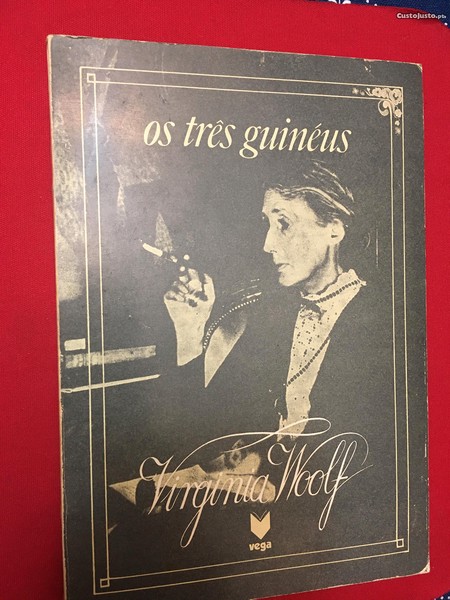 CustoJusto.pt
os três guinéus
Virginia Woolf
vega